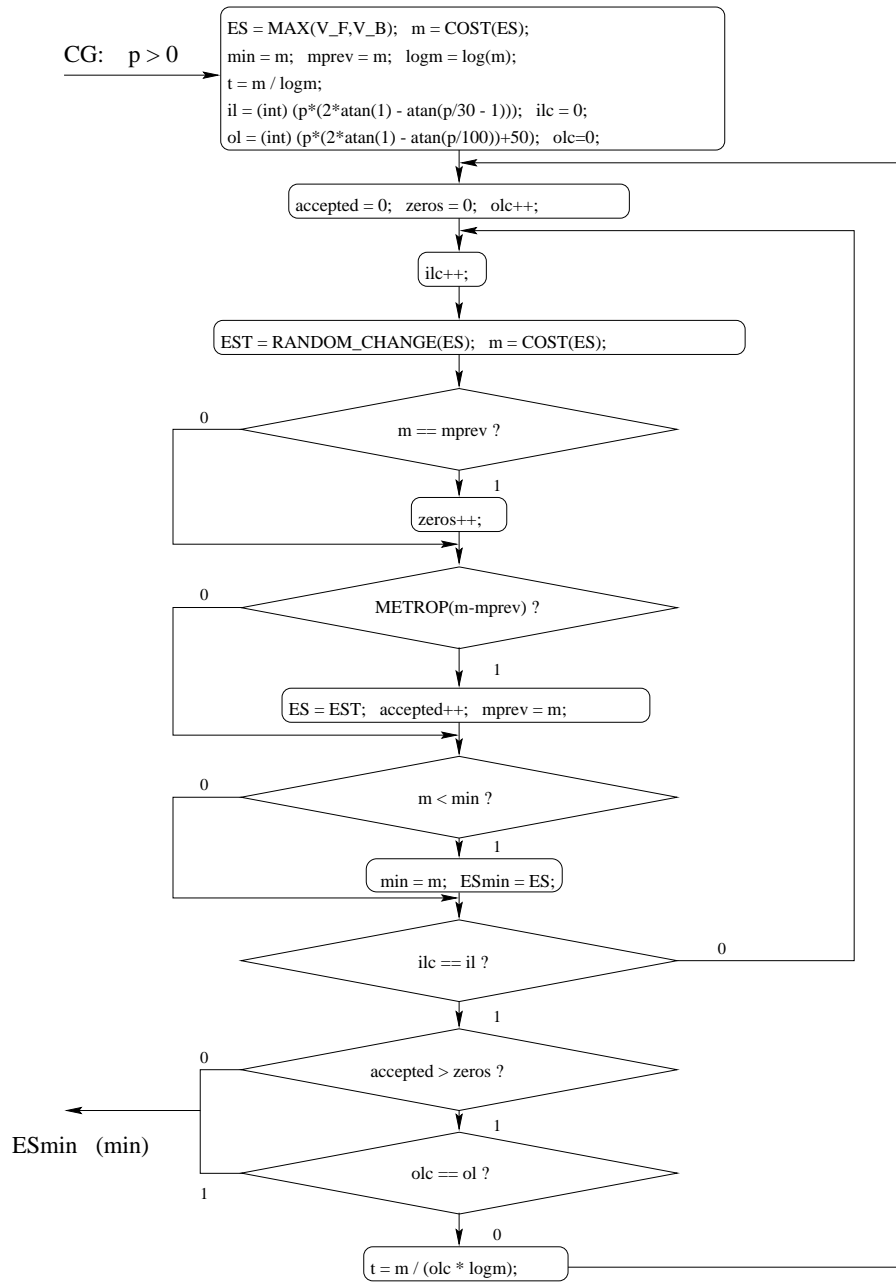 CG: p > 0
ES = MAX(V_F,V_B); m = COST(ES);
min = m; mprev = m; logm = log(m);
t = m / logm;
il = (int) (p*(2*atan(1) - atan(p/30 - 1))); ilc = 0;
ol = (int) (p*(2*atan(1) - atan(p/100))+50); olc=0;
accepted = 0; zeros = 0; olc++;
ilc++;
EST = RANDOM_CHANGE(ES); m = COST(ES);
0
m == mprev ?
1
zeros++;
0
METROP(m-mprev) ?
1
ES = EST; accepted++; mprev = m;
0
m < min ?
1
min = m; ESmin = ES;
ilc == il ?
0
1
0
accepted > zeros ?
1
ESmin (min)
olc == ol ?
1
0
t = m / (olc * logm);